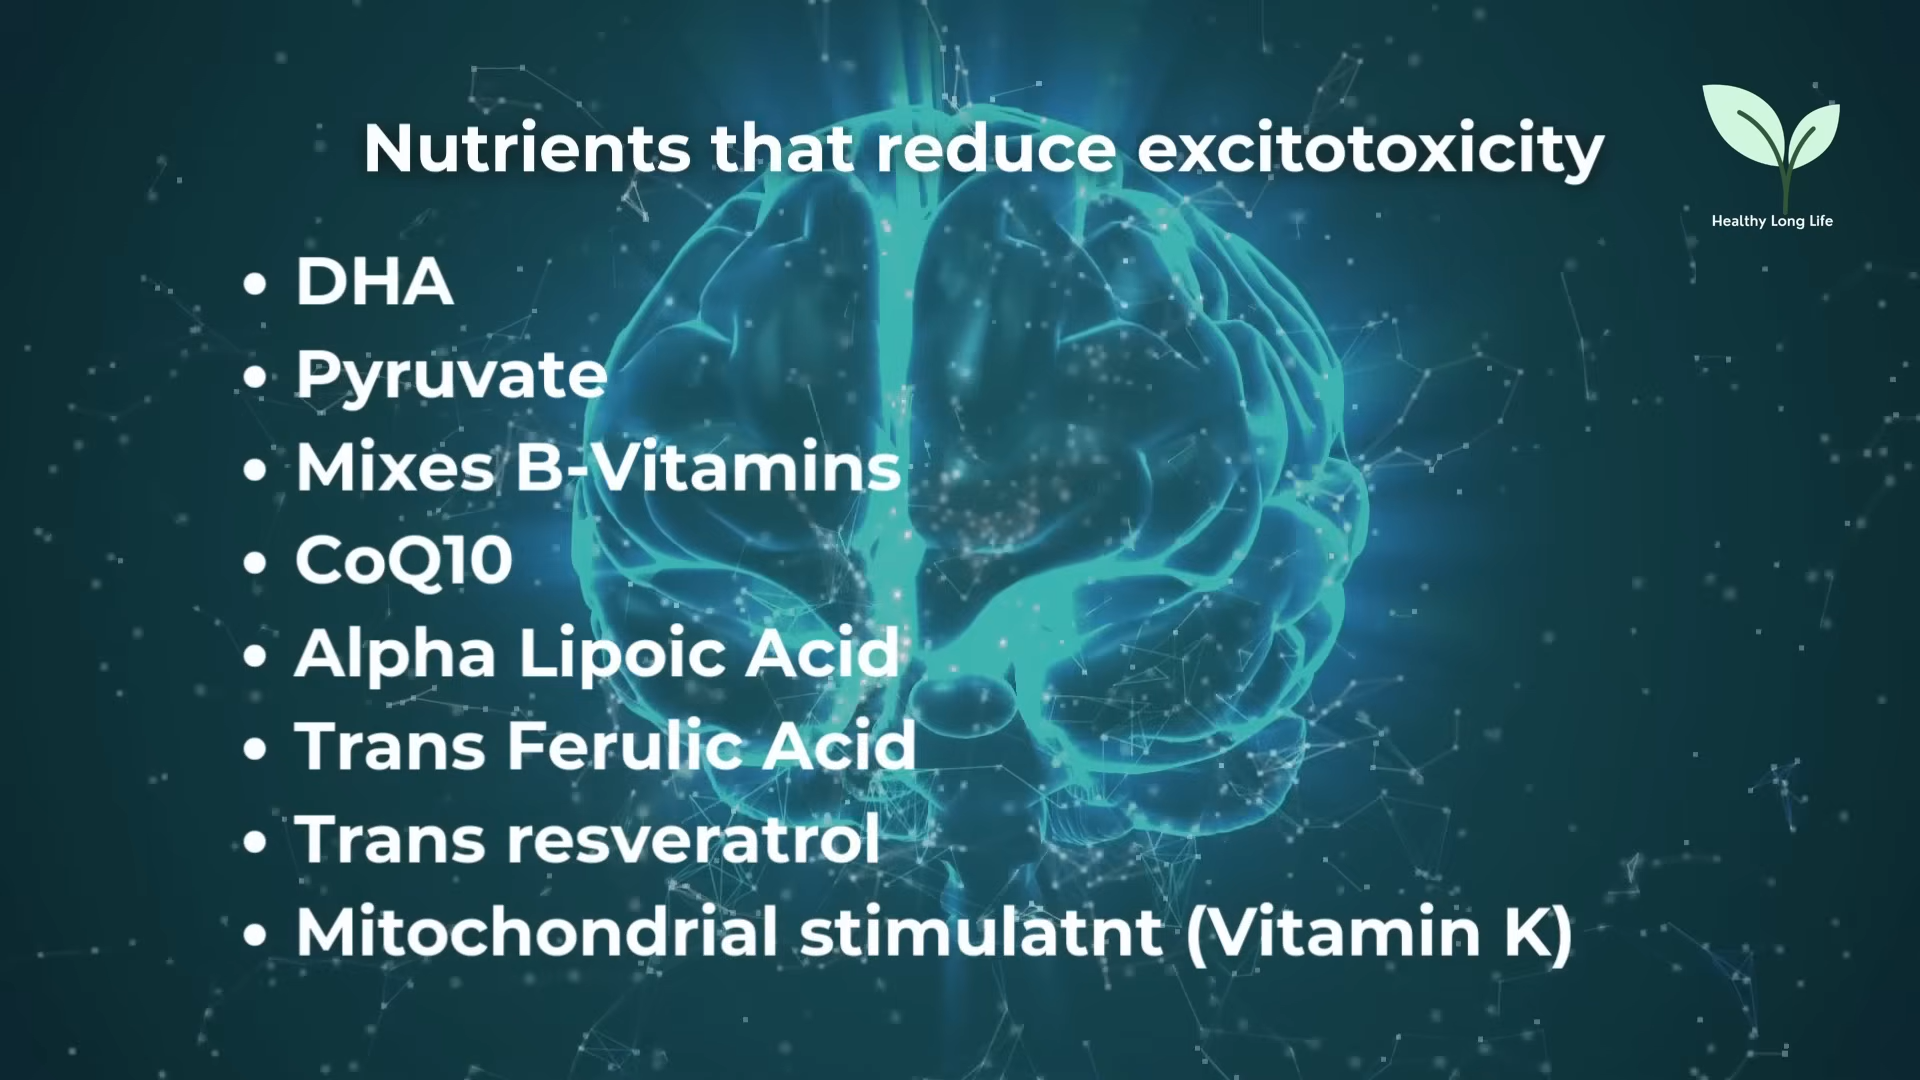 Nutrients that reduce excitotoxicity
Healthy Long Life
• DHA
• Pyruvate
• Mixes B-Vitamins
• CoQ10
• Alpha Lipoic Acid
• Trans Ferulic Acid
• Trans resveratrol
• Mitochondrial stimulatnt (Vitamin K)